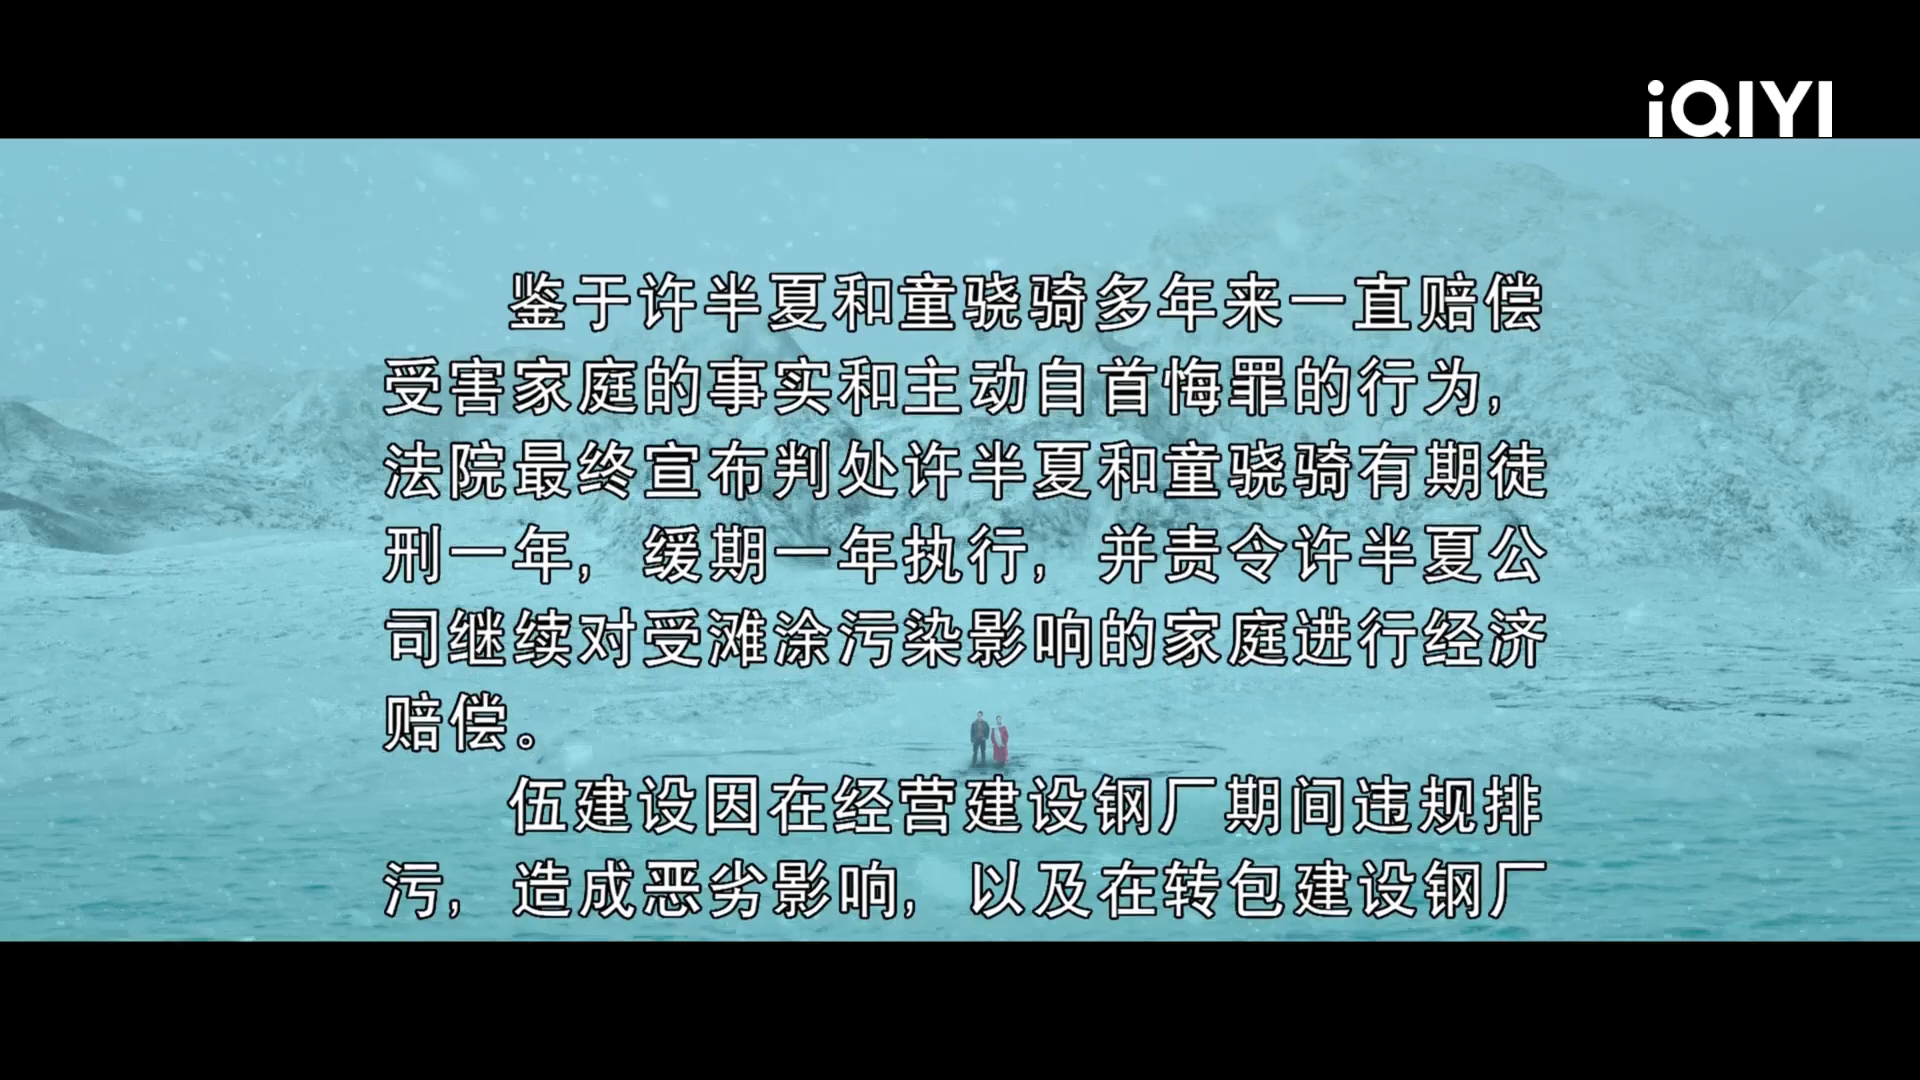 iQIYI
鉴于许半夏和童骁骑多年来一直赔偿
受害家庭的事实和主动自首悔罪的行为,
法院最终宣布判处许半夏和童骁骑有期徒
刑一年, 缓期一年执行, 并责令许半夏公
司继续对受滩涂污染影响的家庭进行经济
赔偿。
伍建设因在经营建设钢厂期间违规排
污, 造成恶劣影响, 以及在转包建设钢厂